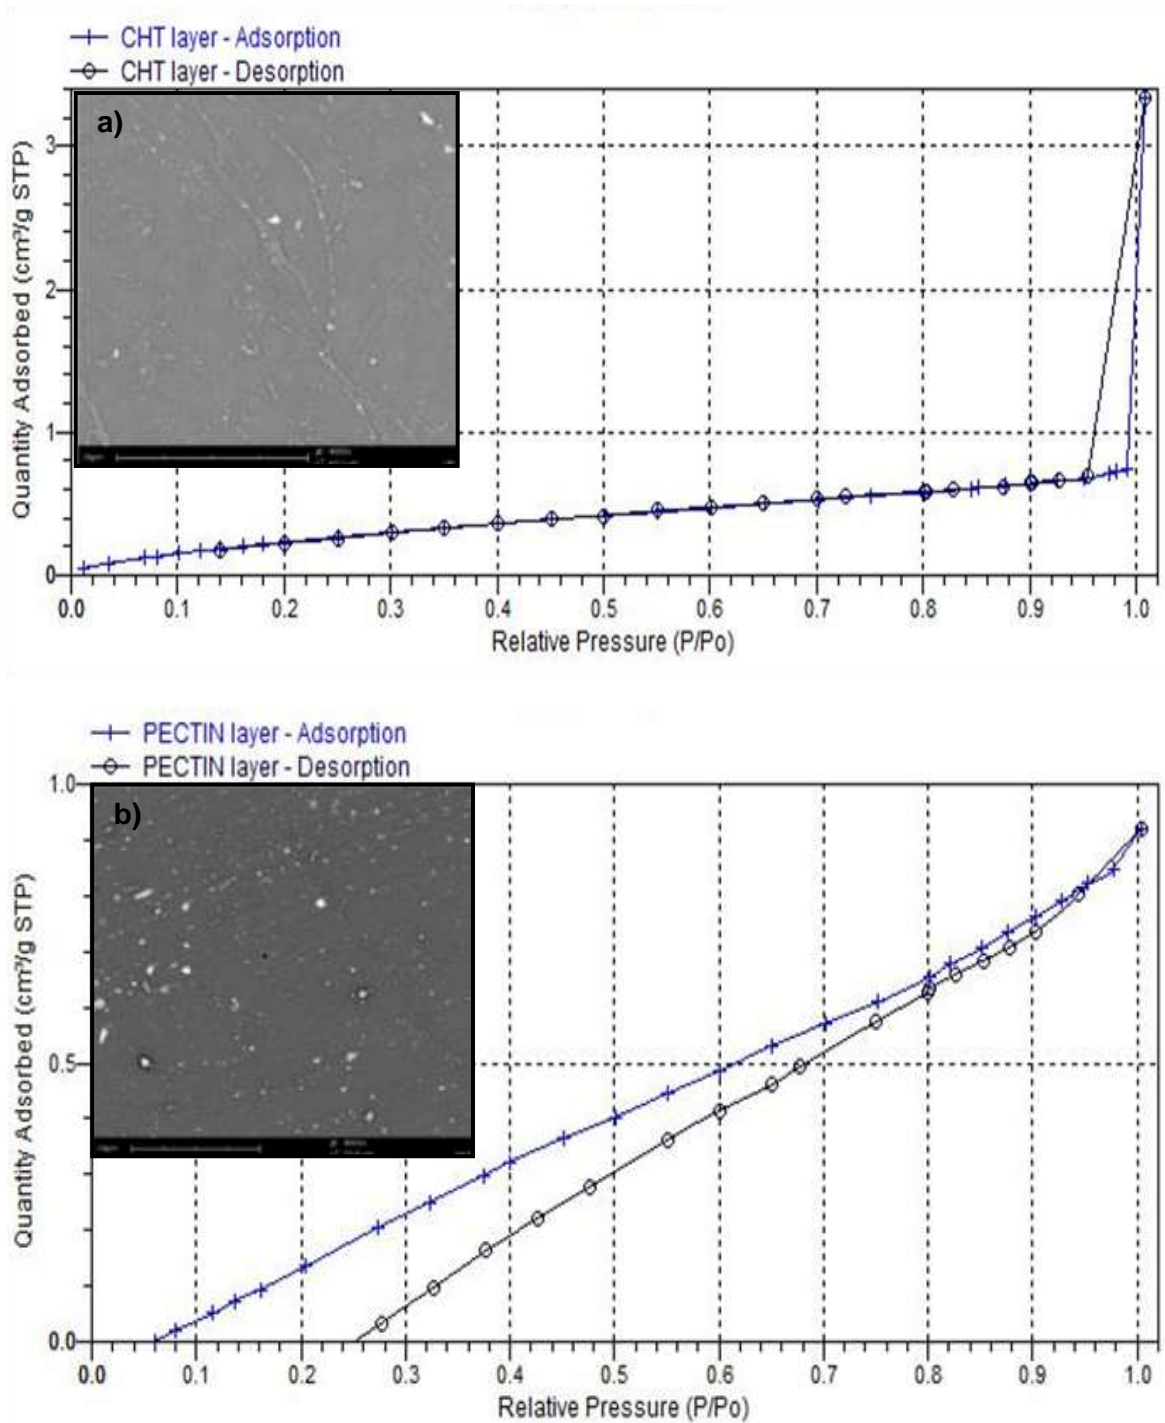 CHT layer - Adsorption
CHT layer - Desorption
a)
Quantity Adsorbed (cm³/g STP)
3
2
1
0
0.0 0.1 0.2 0.3 0.4 0.5 0.6 0.7 0.8 0.9 1.0
Relative Pressure (P/Po)
PECTIN layer - Adsorption
PECTIN layer - Desorption
b)
Quantity Adsorbed (cm³/g STP)
1.0
0.5
0.0
0.0 0.1 0.2 0.3 0.4 0.5 0.6 0.7 0.8 0.9 1.0
Relative Pressure (P/Po)